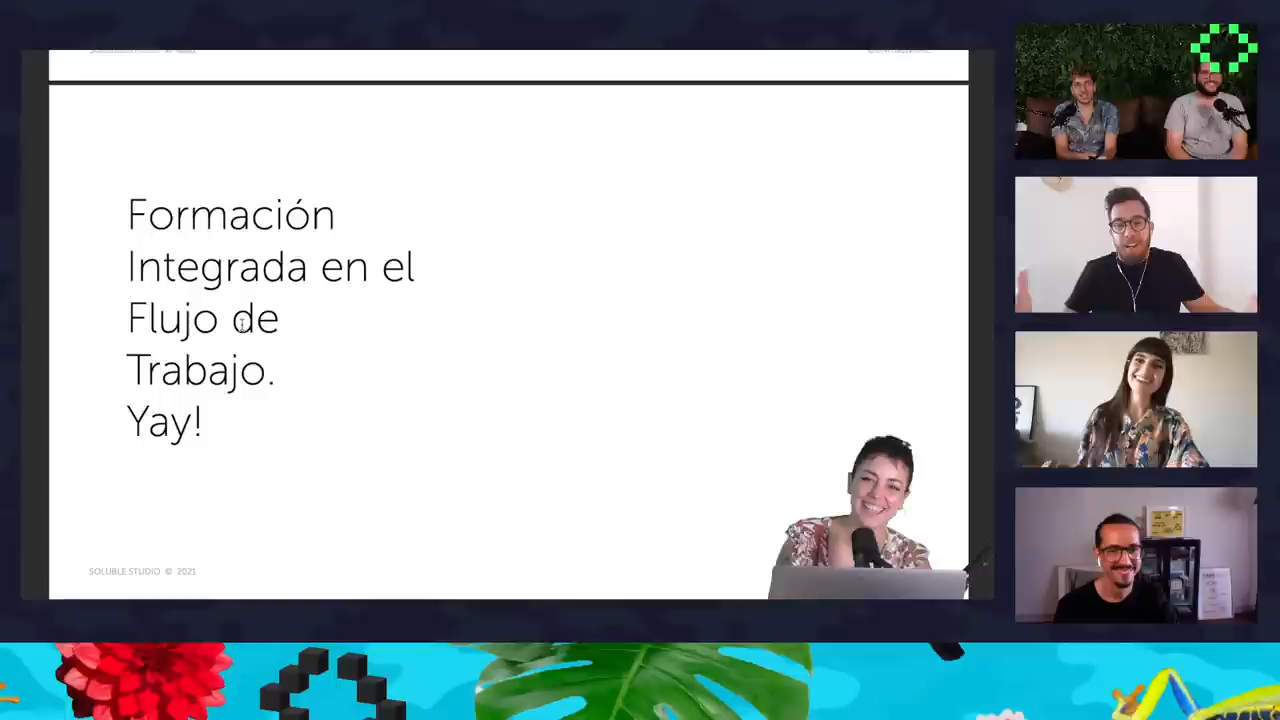 Formación
Integrada en el
Flujo de
Trabajo.
Yay!
SOLUBLE STUDIO © 2021